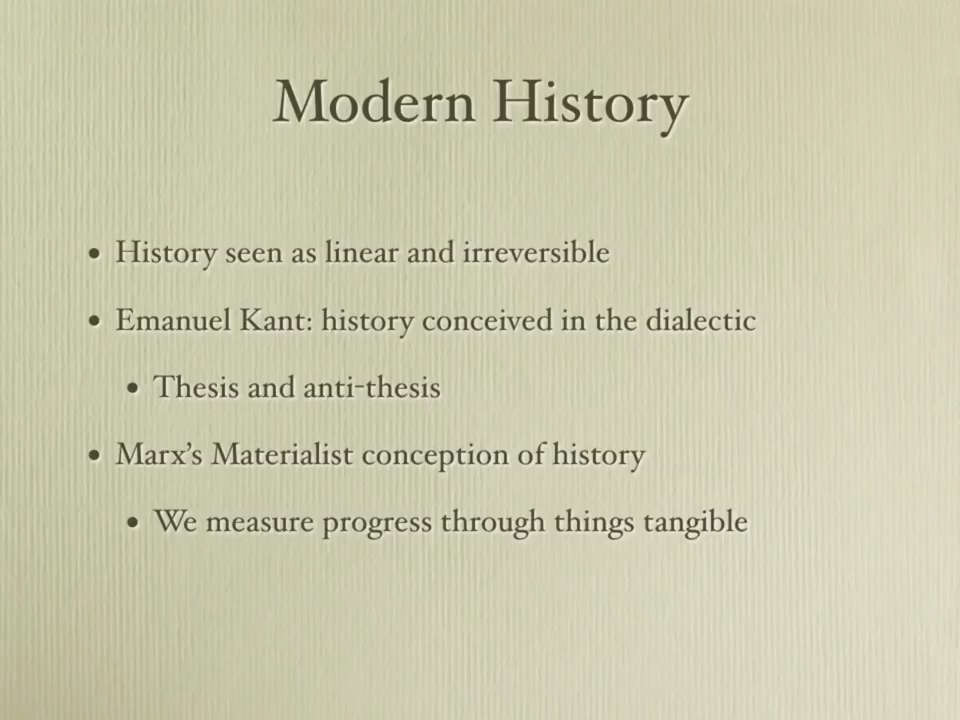 Modern History
• History seen as linear and irreversible
• Emanuel Kant: history conceived in the dialectic
• Thesis and anti-thesis
• Marx’s Materialist conception of history
• We measure progress through things tangible